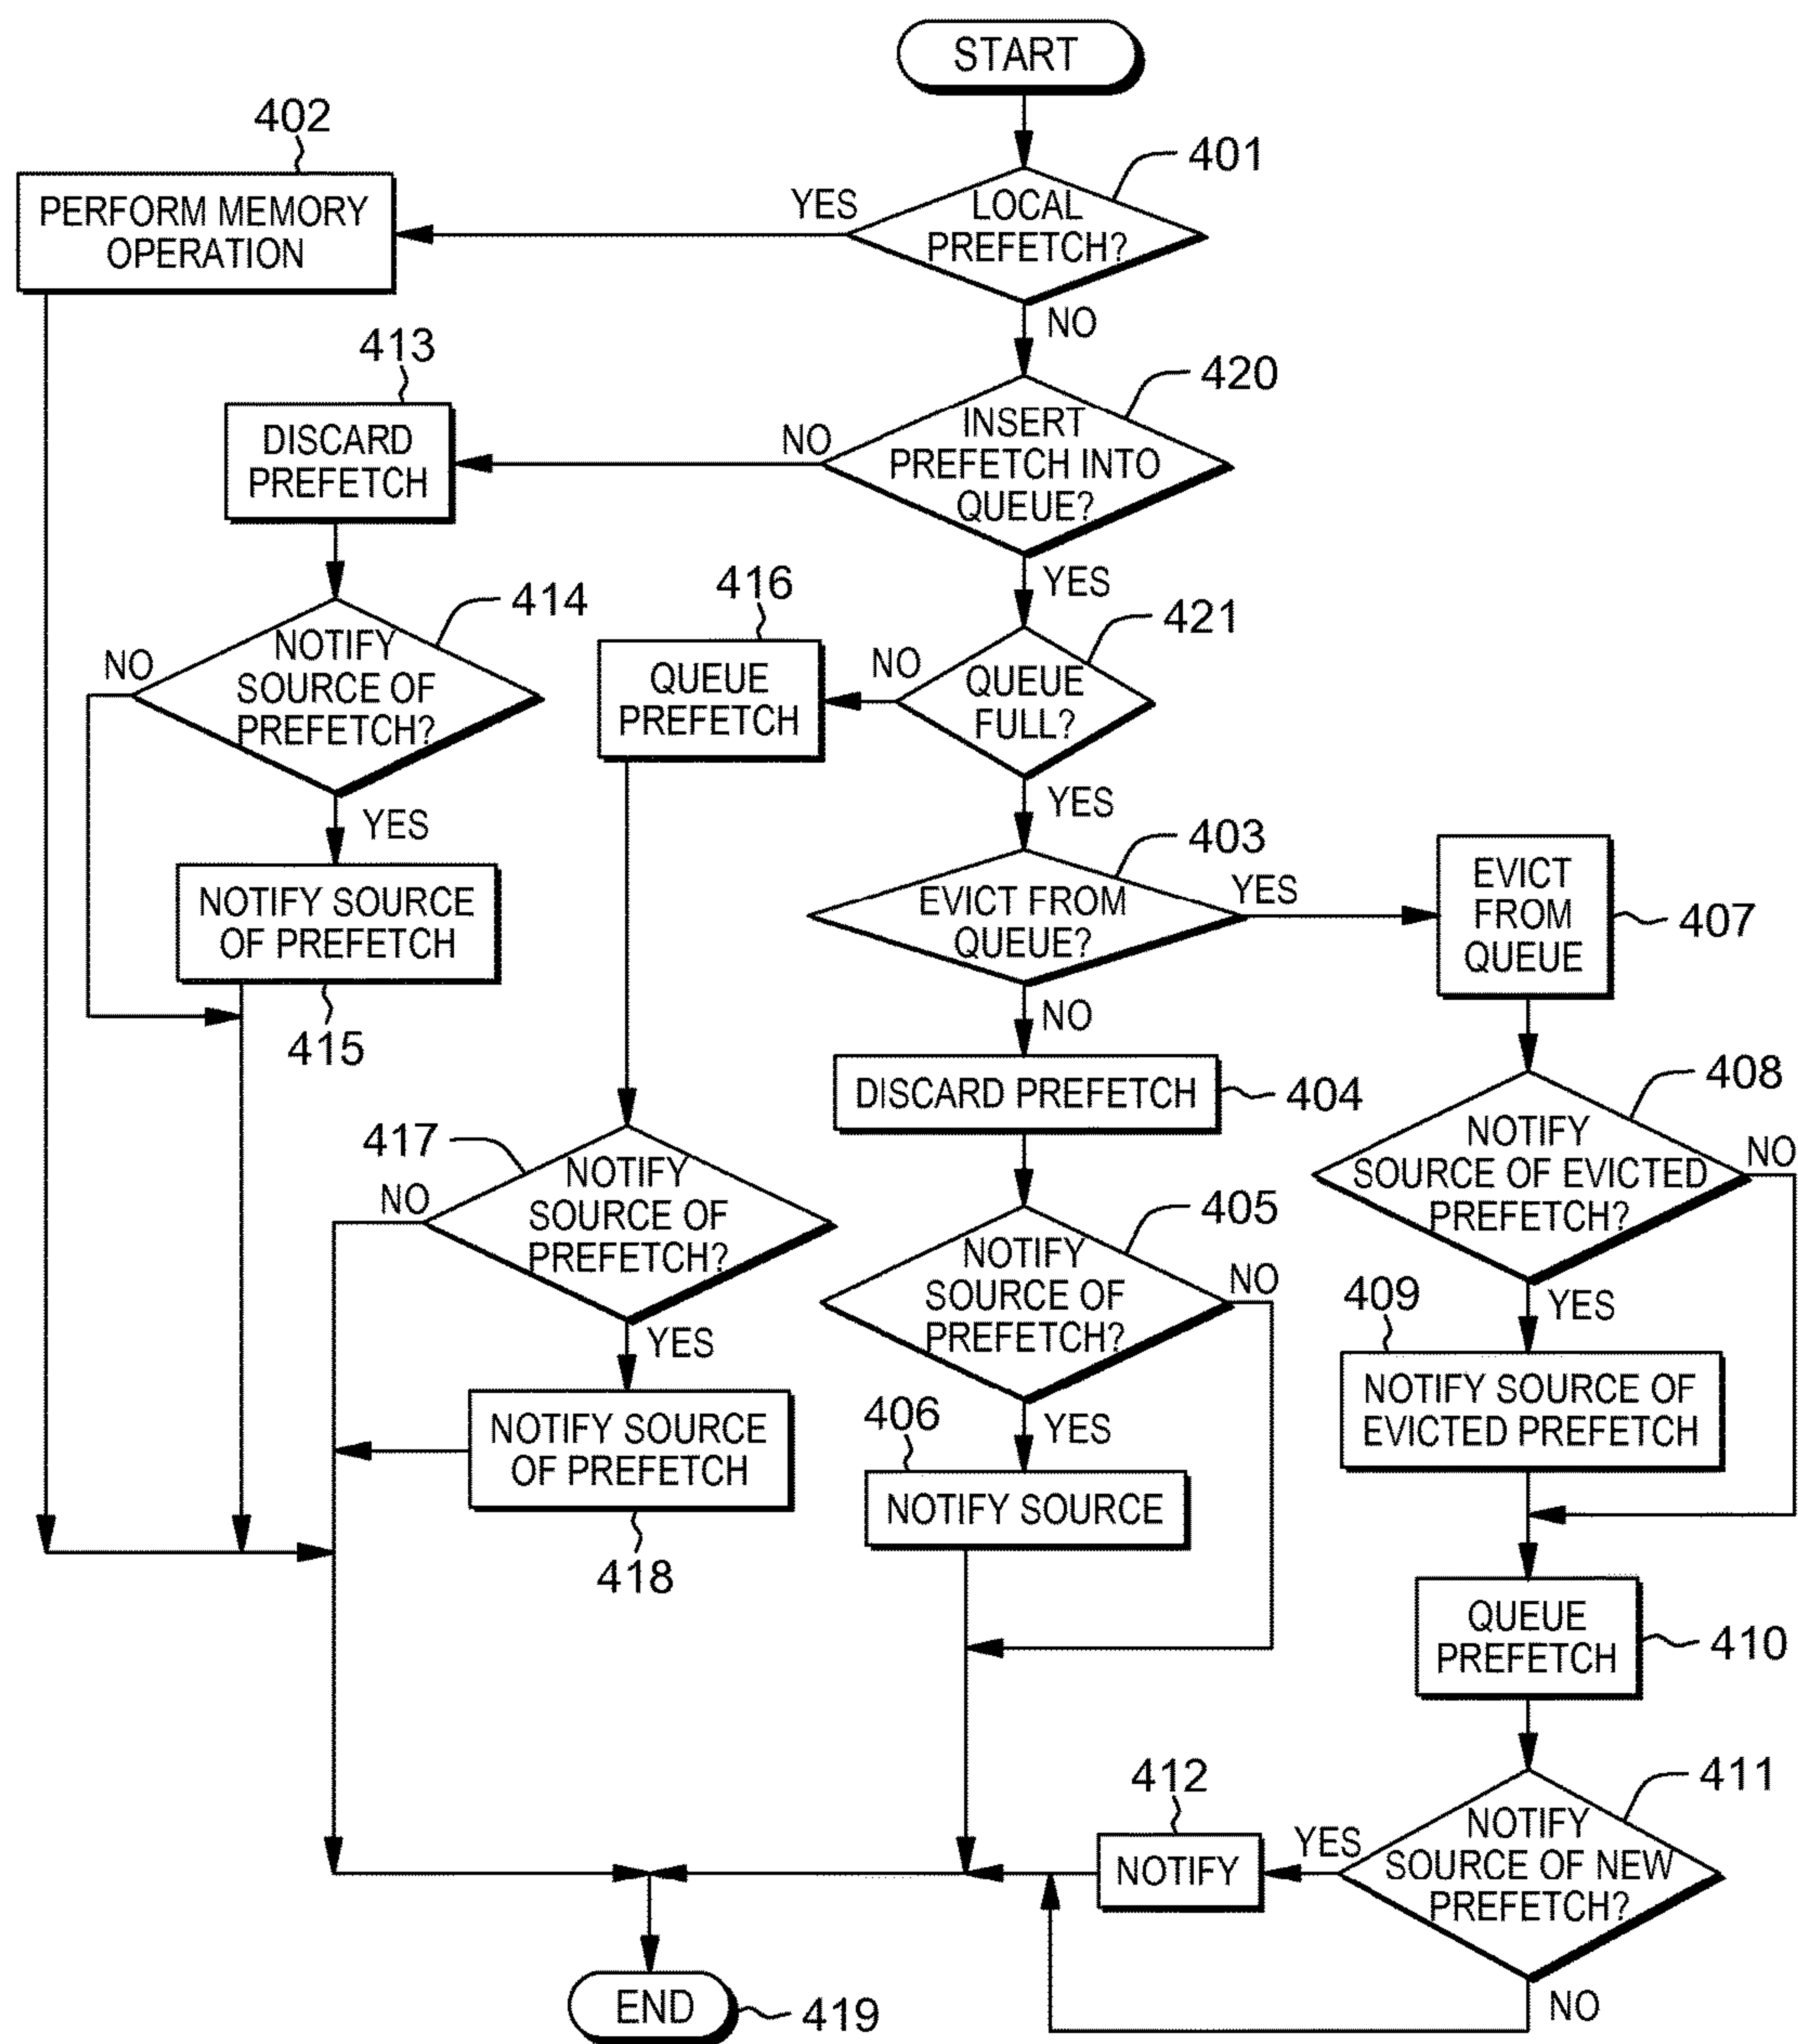 START
402
401
PERFORM MEMORY
OPERATION
YES
LOCAL
PREFETCH?
NO
413
420
DISCARD
PREFETCH
NO
INSERT
PREFETCH INTO
QUEUE?
YES
414
416
421
NO
NOTIFY
SOURCE OF
PREFETCH?
QUEUE
PREFETCH
NO
QUEUE
FULL?
YES
YES
403
NOTIFY SOURCE
OF PREFETCH
415
EVICT FROM
QUEUE?
YES
EVICT
FROM
QUEUE
407
NO
DISCARD PREFETCH
404
408
417
NO
NOTIFY
SOURCE OF
PREFETCH?
NOTIFY
SOURCE OF EVICTED
PREFETCH?
NO
405
NOTIFY
SOURCE OF
PREFETCH?
NO
YES
409
YES
NOTIFY SOURCE
OF PREFETCH
418
406
YES
NOTIFY SOURCE OF
EVICTED PREFETCH
NOTIFY SOURCE
QUEUE
PREFETCH
410
412
411
NOTIFY
YES
NOTIFY
SOURCE OF NEW
PREFETCH?
NO
END
419